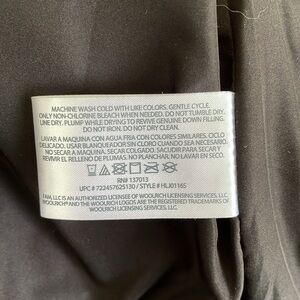 MACHINE WASH COLD WITH LIKE COLORS. GENTLE CYCLE.
ONLY NON-CHLORINE BLEACH WHEN NEEDED. DO NOT TUMBLE DRY.
LINE DRY. PLUMP WHILE DRYING TO REVIVE GENUINE DOWN FILLING.
DO NOT IRON. DO NOT DRY CLEAN.
LAVAR A MAQUINA CON AGUA FRIA CON COLORES SIMILARES. CICLO
DELICADO. USAR BLANQUEADOR SIN CLORO CUANDO SEA NECESARIO.
NO SECAR A MAQUINA. SECAR COLGADO. SACUDIR PARA SECAR Y
REVIVIR EL RELLENO DE PLUMAS. NO PLANCHAR. NO LAVAR EN SECO.
RN# 137013
UPC # 722457625130 / STYLE # HLJ01165
E AM, LLC IS AN AUTHORIZED LICENSEE OF WOOLRICH LICENSING SERVICES, LLC.
WOOLRICH® AND THE WOOLRICH LOGOS ARE THE REGISTERED TRADEMARKS OF
WOOLRICH LICENSING SERVICES, LLC.